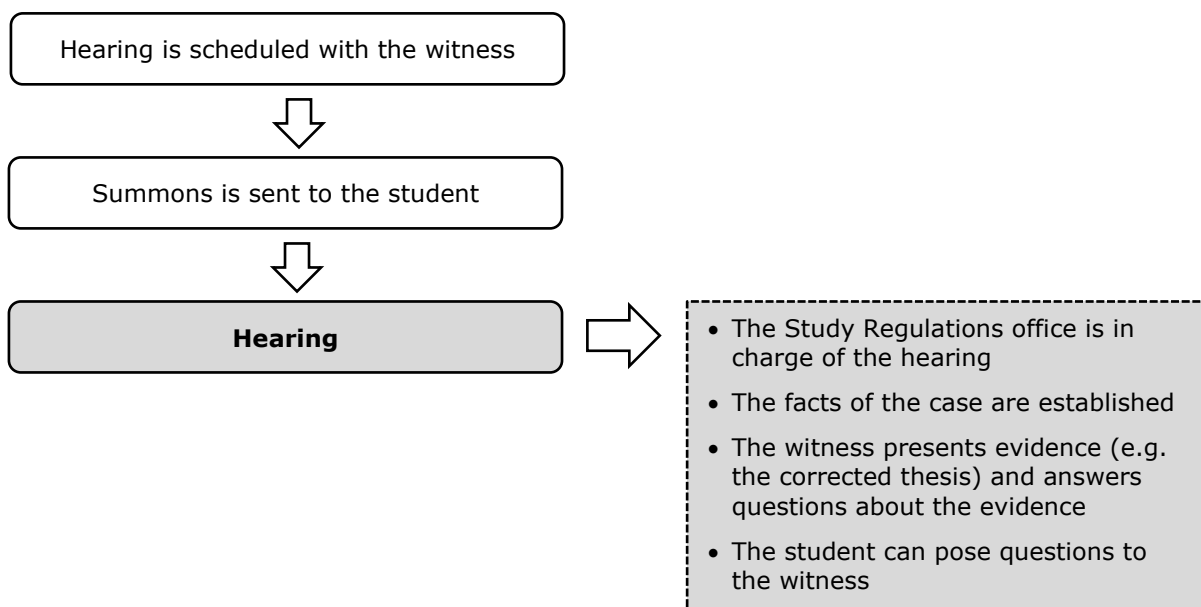 Hearing is scheduled with the witness
Summons is sent to the student
Hearing
• The Study Regulations office is in
charge of the hearing
• The facts of the case are established
• The witness presents evidence (e.g.
the corrected thesis) and answers
questions about the evidence
• The student can pose questions to
the witness